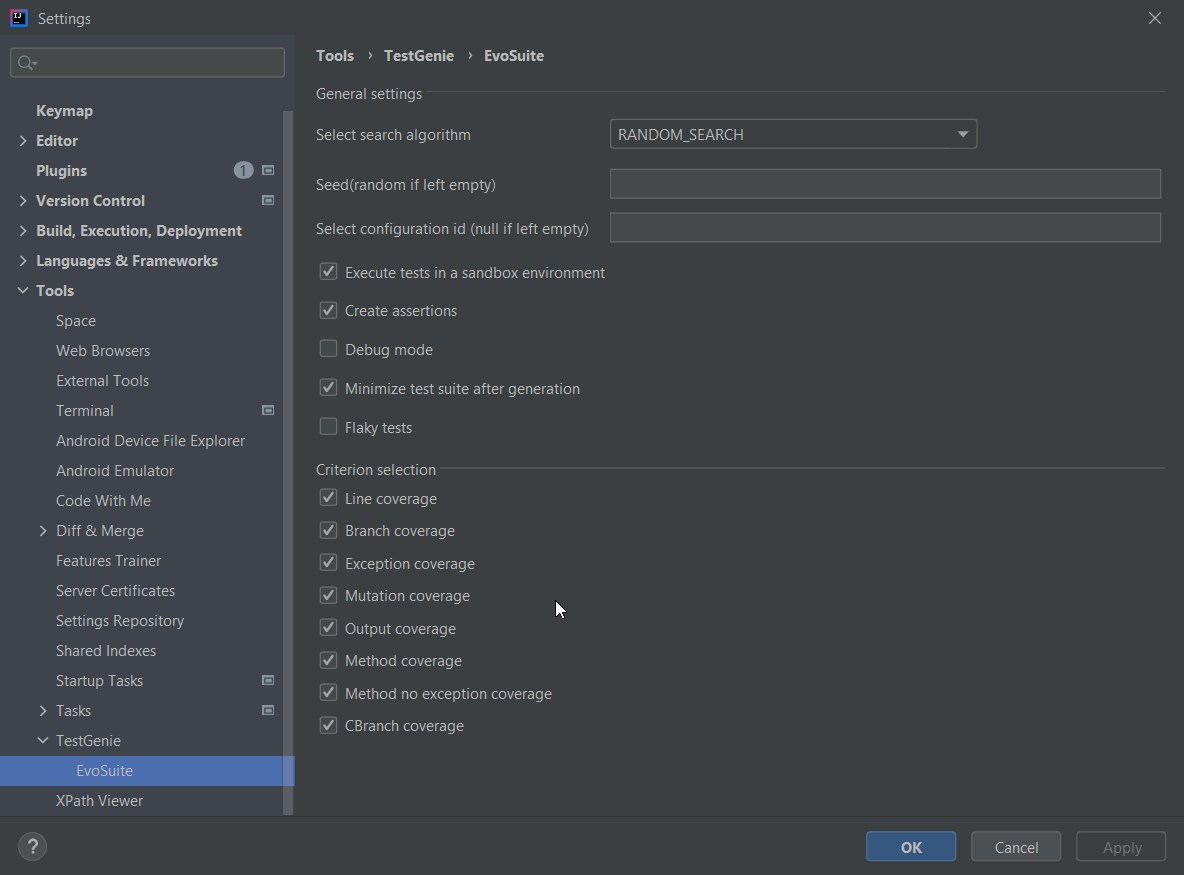 Settings
Keymap
Editor
Plugins 1
Version Control
Build, Execution, Deployment
Languages & Frameworks
Tools
Space
Web Browsers
External Tools
Terminal
Android Device File Explorer
Android Emulator
Code With Me
Diff & Merge
Features Trainer
Server Certificates
Settings Repository
Shared Indexes
Startup Tasks
Tasks
TestGenie
EvoSuite
XPath Viewer
Tools › TestGenie › EvoSuite
General settings
Select search algorithm RANDOM_SEARCH
Seed(random if left empty)
Select configuration id (null if left empty)
Execute tests in a sandbox environment
Create assertions
Debug mode
Minimize test suite after generation
Flaky tests
Criterion selection
Line coverage
Branch coverage
Exception coverage
Mutation coverage
Output coverage
Method coverage
Method no exception coverage
CBranch coverage
? OK Cancel Apply